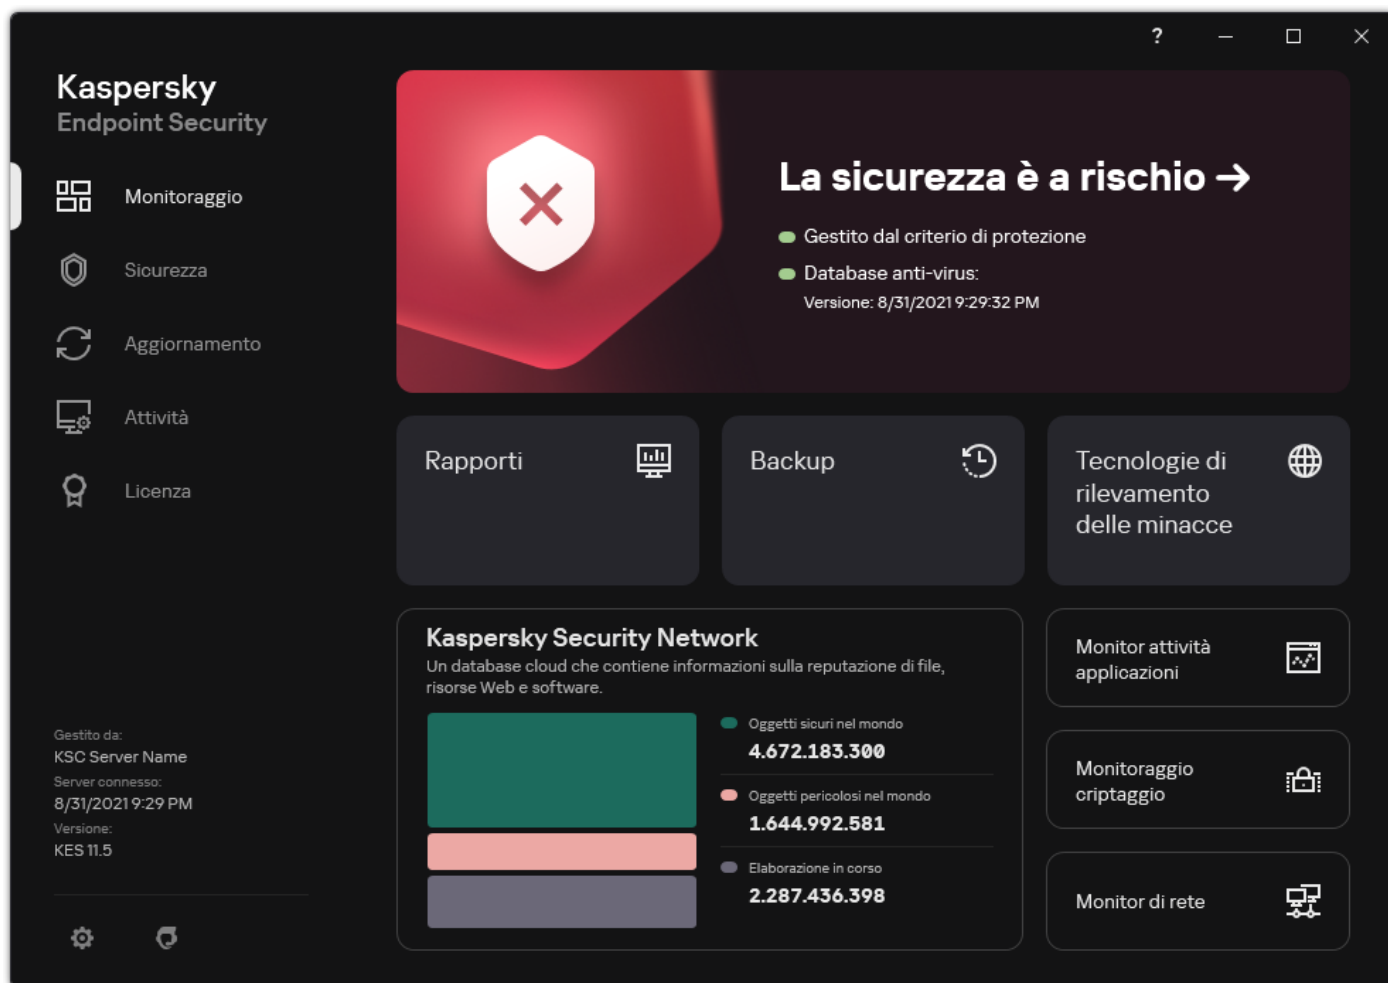 ?
Kaspersky
Endpoint Security
Monitoraggio
Sicurezza
Aggiornamento
Attività
Licenza
Gestito da:
KSC Server Name
Server connesso:
8/31/2021 9:29 PM
Versione:
KES 11.5
La sicurezza è a rischio →
Gestito dal criterio di protezione
Database anti-virus:
Versione: 8/31/2021 9:29:32 PM
Rapporti
Backup
Tecnologie di
rilevamento
delle minacce
Kaspersky Security Network
Un database cloud che contiene informazioni sulla reputazione di file,
risorse Web e software.
Oggetti sicuri nel mondo
4.672.183.300
Oggetti pericolosi nel mondo
1.644.992.581
Elaborazione in corso
2.287.436.398
Monitor attività
applicazioni
Monitoraggio
criptaggio
Monitor di rete